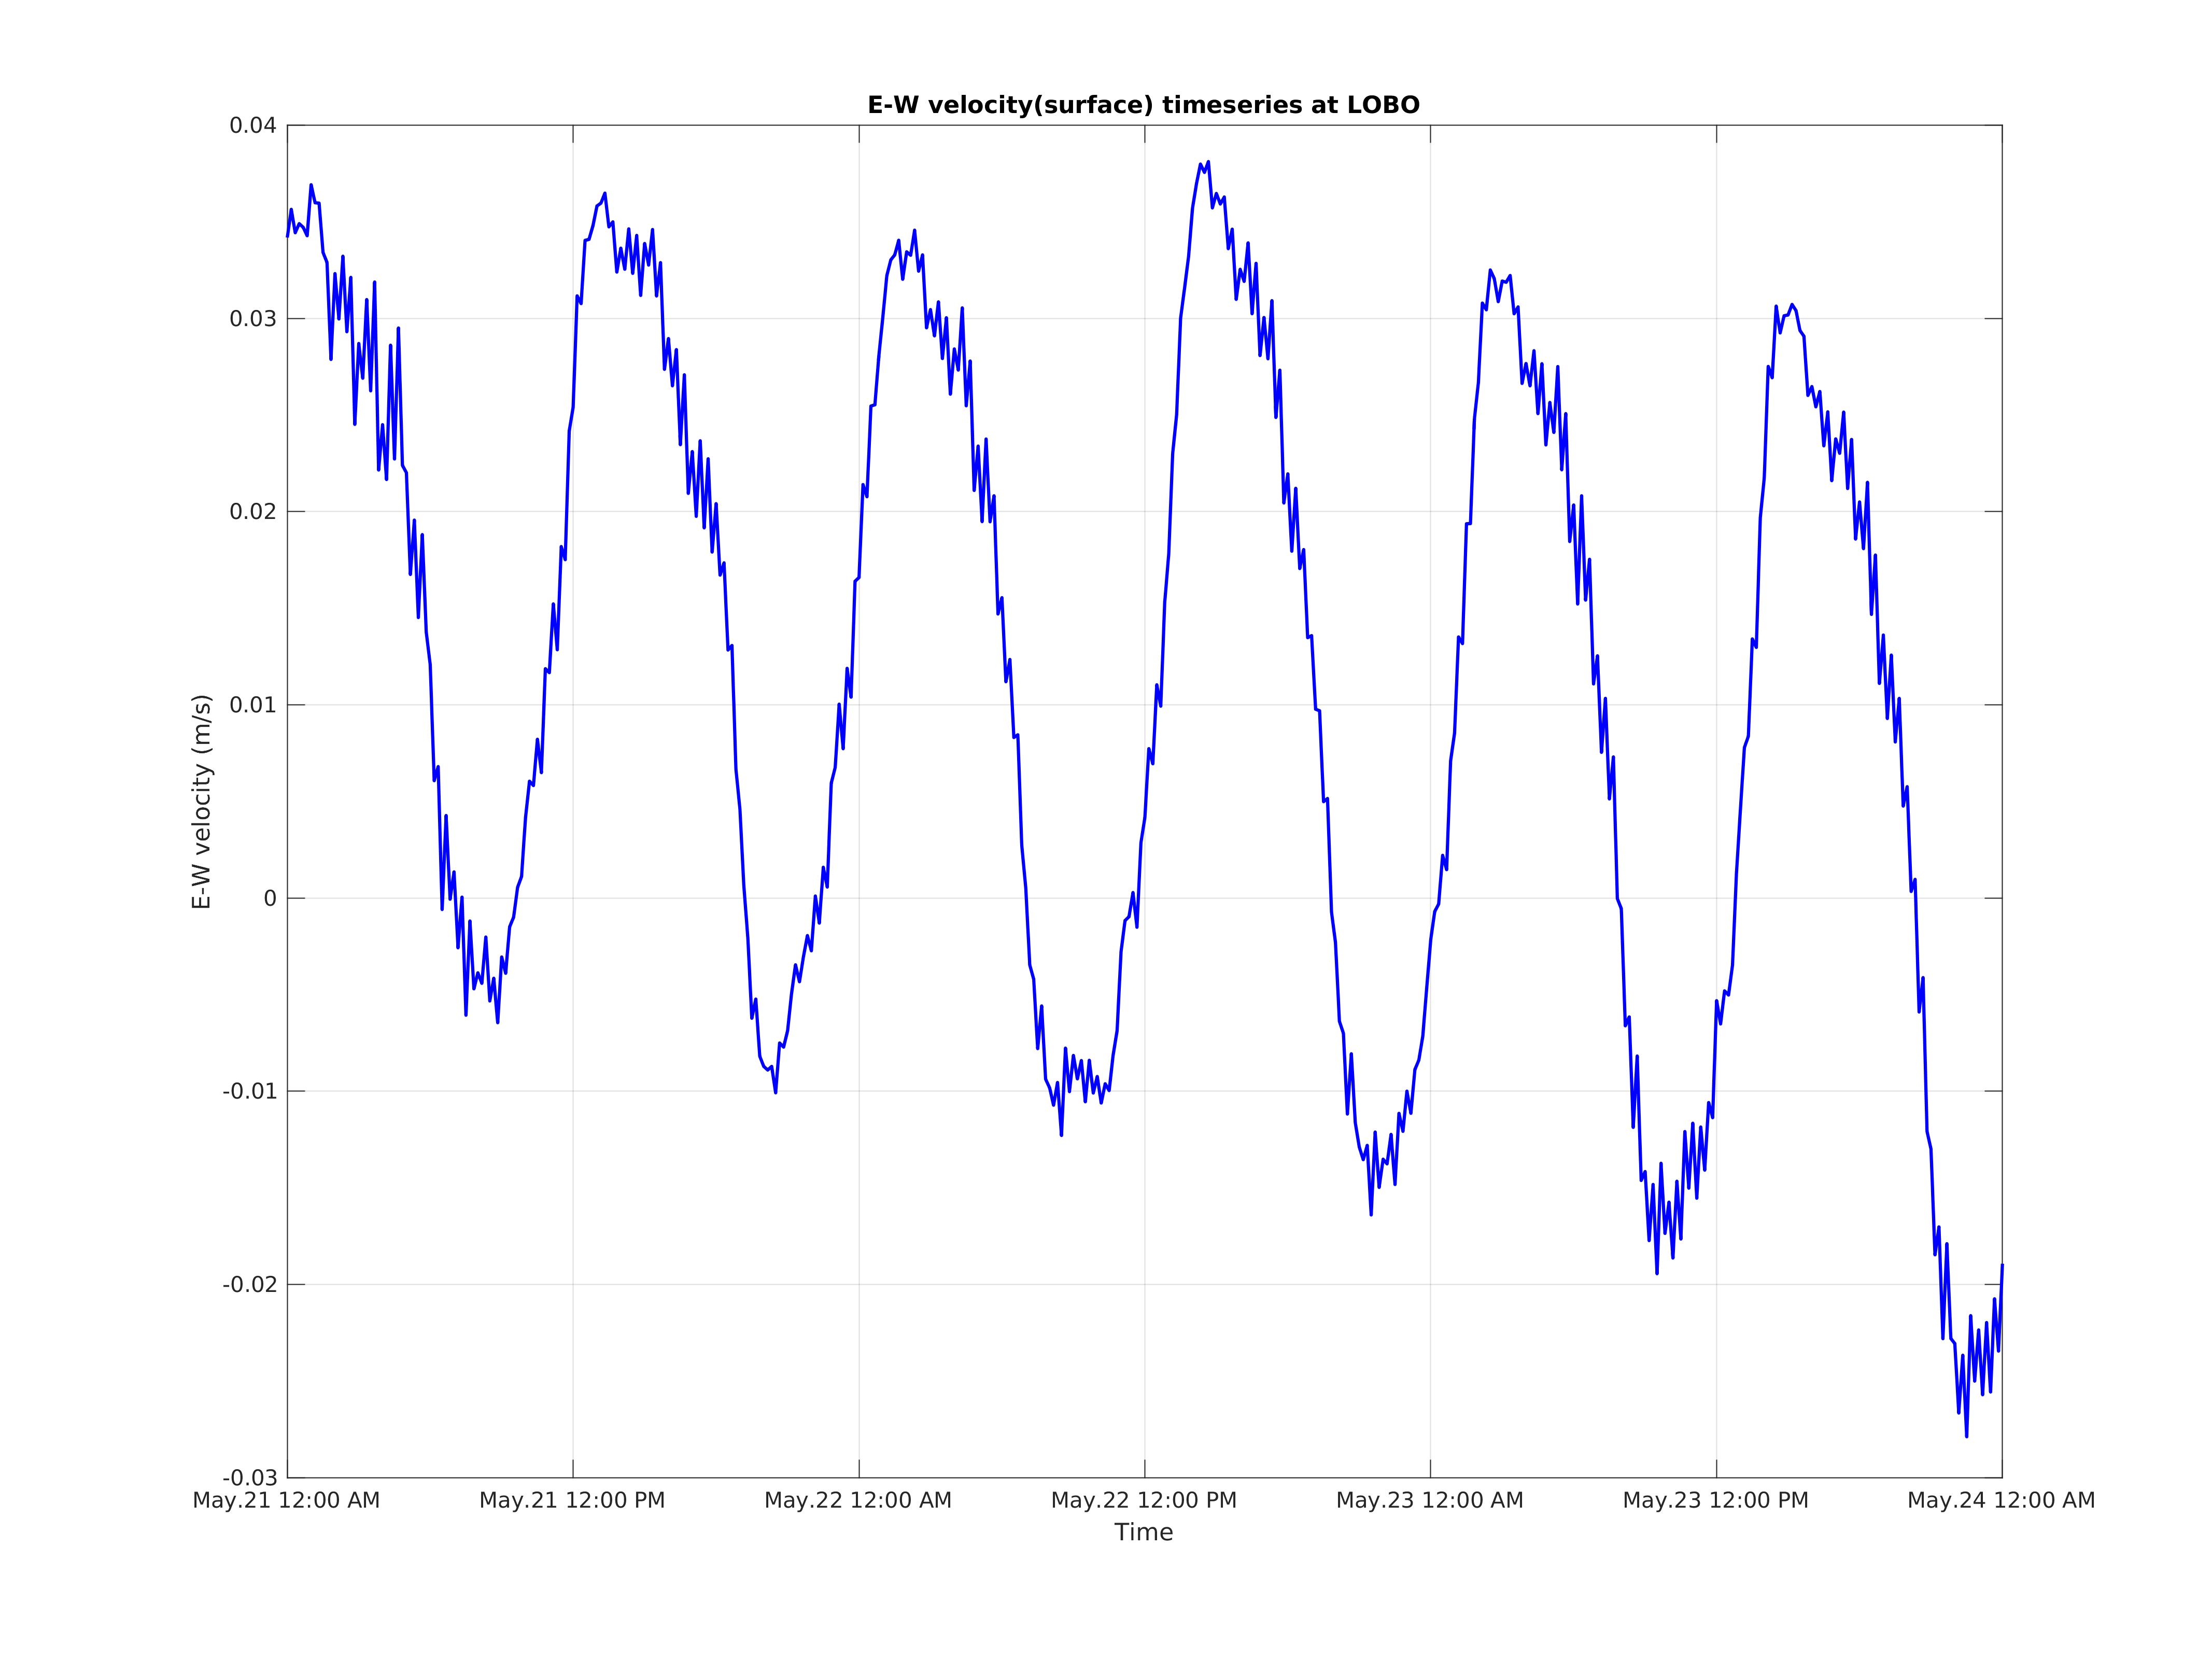 E-W velocity(surface) timeseries at LOBO
0.04
0.03
0.02
0.01
0
-0.01
-0.02
-0.03
E-W velocity (m/s)
May.21 12:00 AM
May.21 12:00 PM
May.22 12:00 AM
May.22 12:00 PM
May.23 12:00 AM
May.23 12:00 PM
May.24 12:00 AM
Time